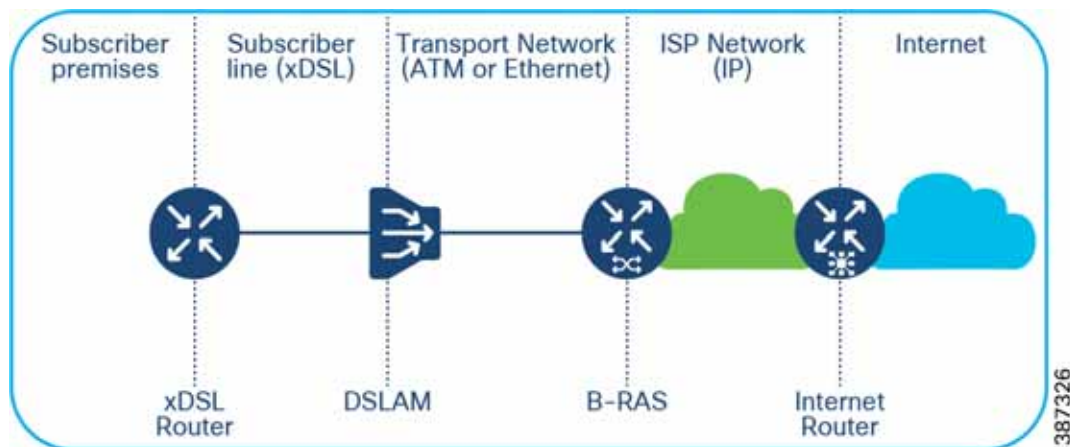 Subscriber
premises
Subscriber
line (xDSL)
Transport Network
(ATM or Ethernet)
ISP Network
(IP)
Internet
xDSL
Router
DSLAM
B-RAS
Internet
Router
387326